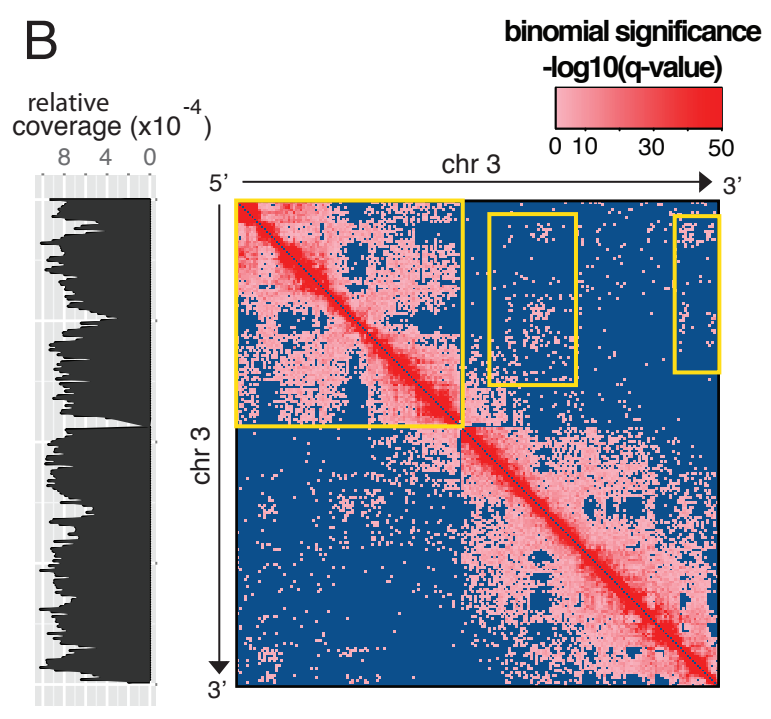 B
binomial significance
-log10(q-value)
0 10 30 50
relative
coverage (x10⁻⁴)
8 4 0
chr 3
5’ 3’
chr 3
3’